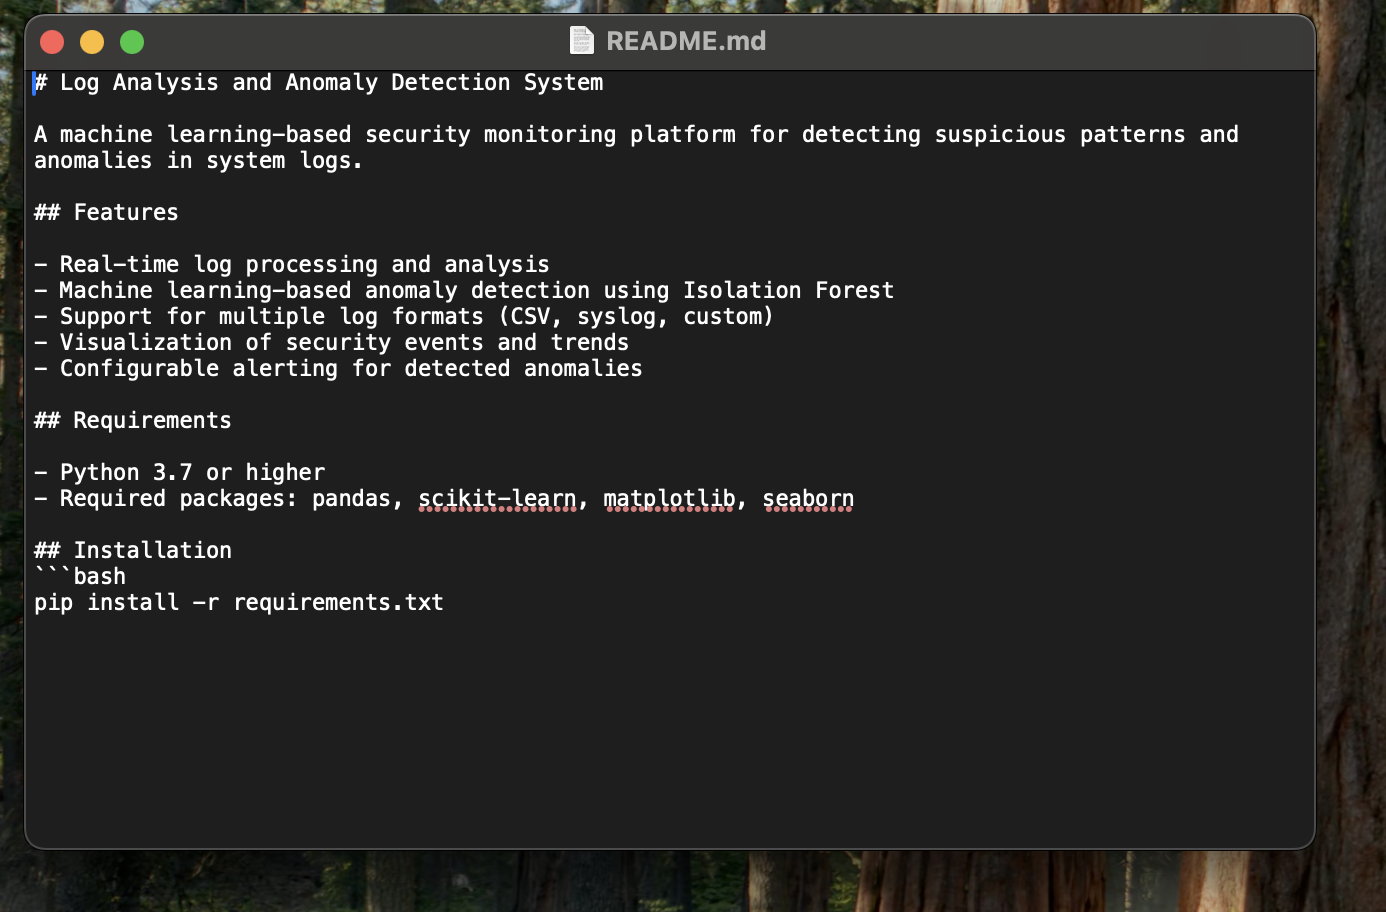 README.md
# Log Analysis and Anomaly Detection System
A machine learning-based security monitoring platform for detecting suspicious patterns and
anomalies in system logs.
## Features
- Real-time log processing and analysis
- Machine learning-based anomaly detection using Isolation Forest
- Support for multiple log formats (CSV, syslog, custom)
- Visualization of security events and trends
- Configurable alerting for detected anomalies
## Requirements
- Python 3.7 or higher
- Required packages: pandas, scikit-learn, matplotlib, seaborn
## Installation
```bash
pip install -r requirements.txt